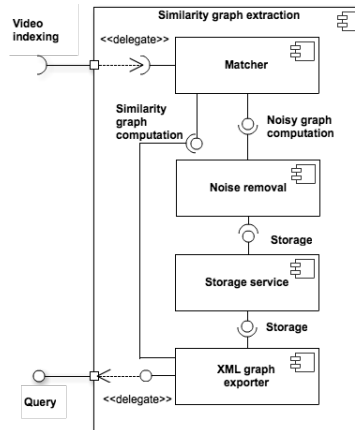 Similarity graph extraction
Video
indexing
<<delegate>>
Matcher
Similarity
graph
computation
Noisy graph
computation
Noise removal
Storage
Storage service
Storage
XML graph
exporter
Query
<<delegate>>